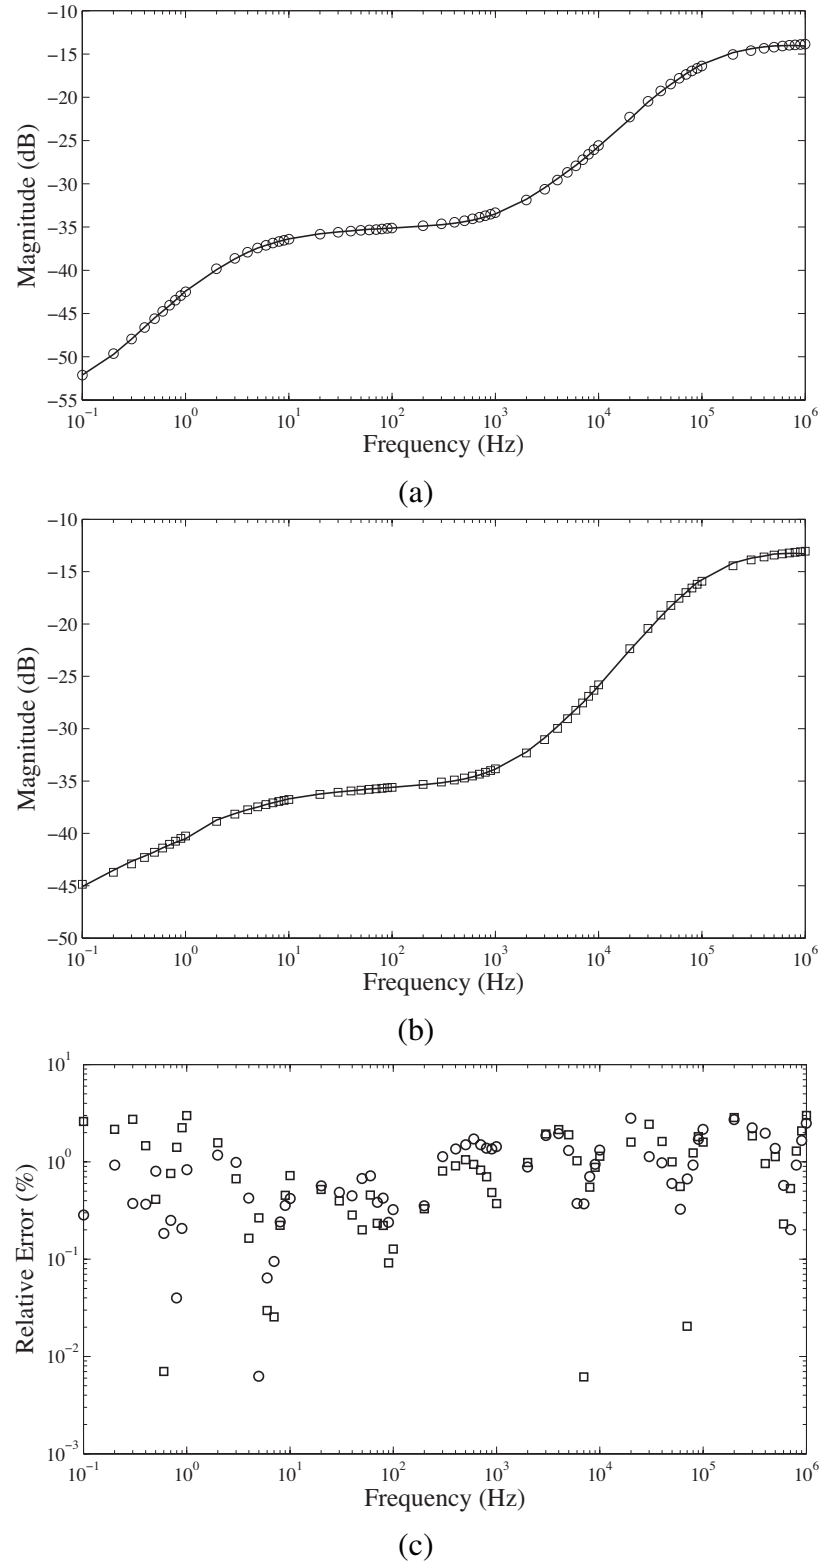 −10
−15
−20
−25
−30
−35
−40
−45
−50
−55
Magnitude (dB)
10⁻¹ 10⁰ 10¹ 10² 10³ 10⁴ 10⁵ 10⁶
Frequency (Hz)
(a)
−10
−15
−20
−25
−30
−35
−40
−45
−50
Magnitude (dB)
10⁻¹ 10⁰ 10¹ 10² 10³ 10⁴ 10⁵ 10⁶
Frequency (Hz)
(b)
10¹
10⁰
10⁻¹
10⁻²
10⁻³
Relative Error (%)
10⁻¹ 10⁰ 10¹ 10² 10³ 10⁴ 10⁵ 10⁶
Frequency (Hz)
(c)